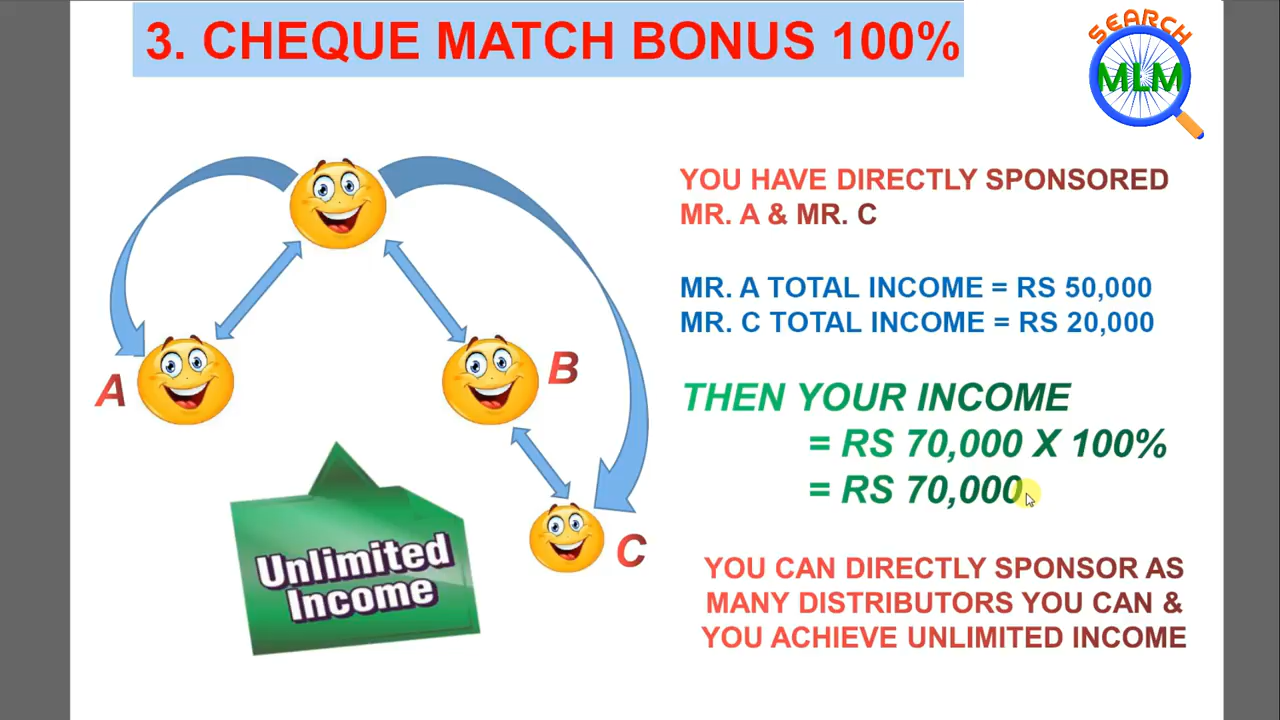 3. CHEQUE MATCH BONUS 100%
SEARCH
MLM
YOU HAVE DIRECTLY SPONSORED
MR. A & MR. C
MR. A TOTAL INCOME = RS 50,000
MR. C TOTAL INCOME = RS 20,000
A
B
THEN YOUR INCOME
= RS 70,000 X 100%
= RS 70,000
C
Unlimited
Income
YOU CAN DIRECTLY SPONSOR AS
MANY DISTRIBUTORS YOU CAN &
YOU ACHIEVE UNLIMITED INCOME